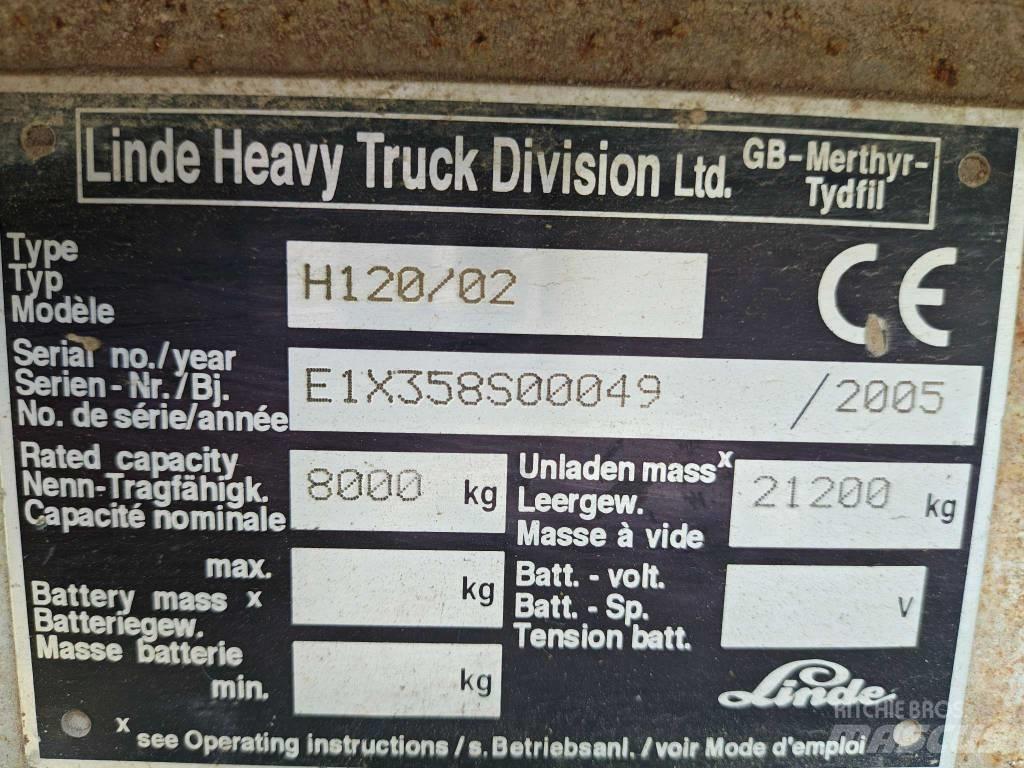 Linde Heavy Truck Division Ltd. GB-Merthyr-
Tydfil
Type
Typ
Modèle
H120/02
CE
Serial no./year
Serien-Nr./Bj.
No. de série/année
E1X358S00049 /2005
Rated capacity
Nenn-Tragfähigk.
Capacité nominale
8000 kg
Unladen mass x
Leergew.
Masse à vide
21200 kg
max.
kg
Battery mass x
Batteriegew.
Masse batterie
min.
kg
Batt. - volt.
Batt. - Sp.
Tension batt.
V
Linde
x see Operating instructions / s. Betriebsanl. / voir Mode d'emploi
RITCHIE BROS
MASCUS